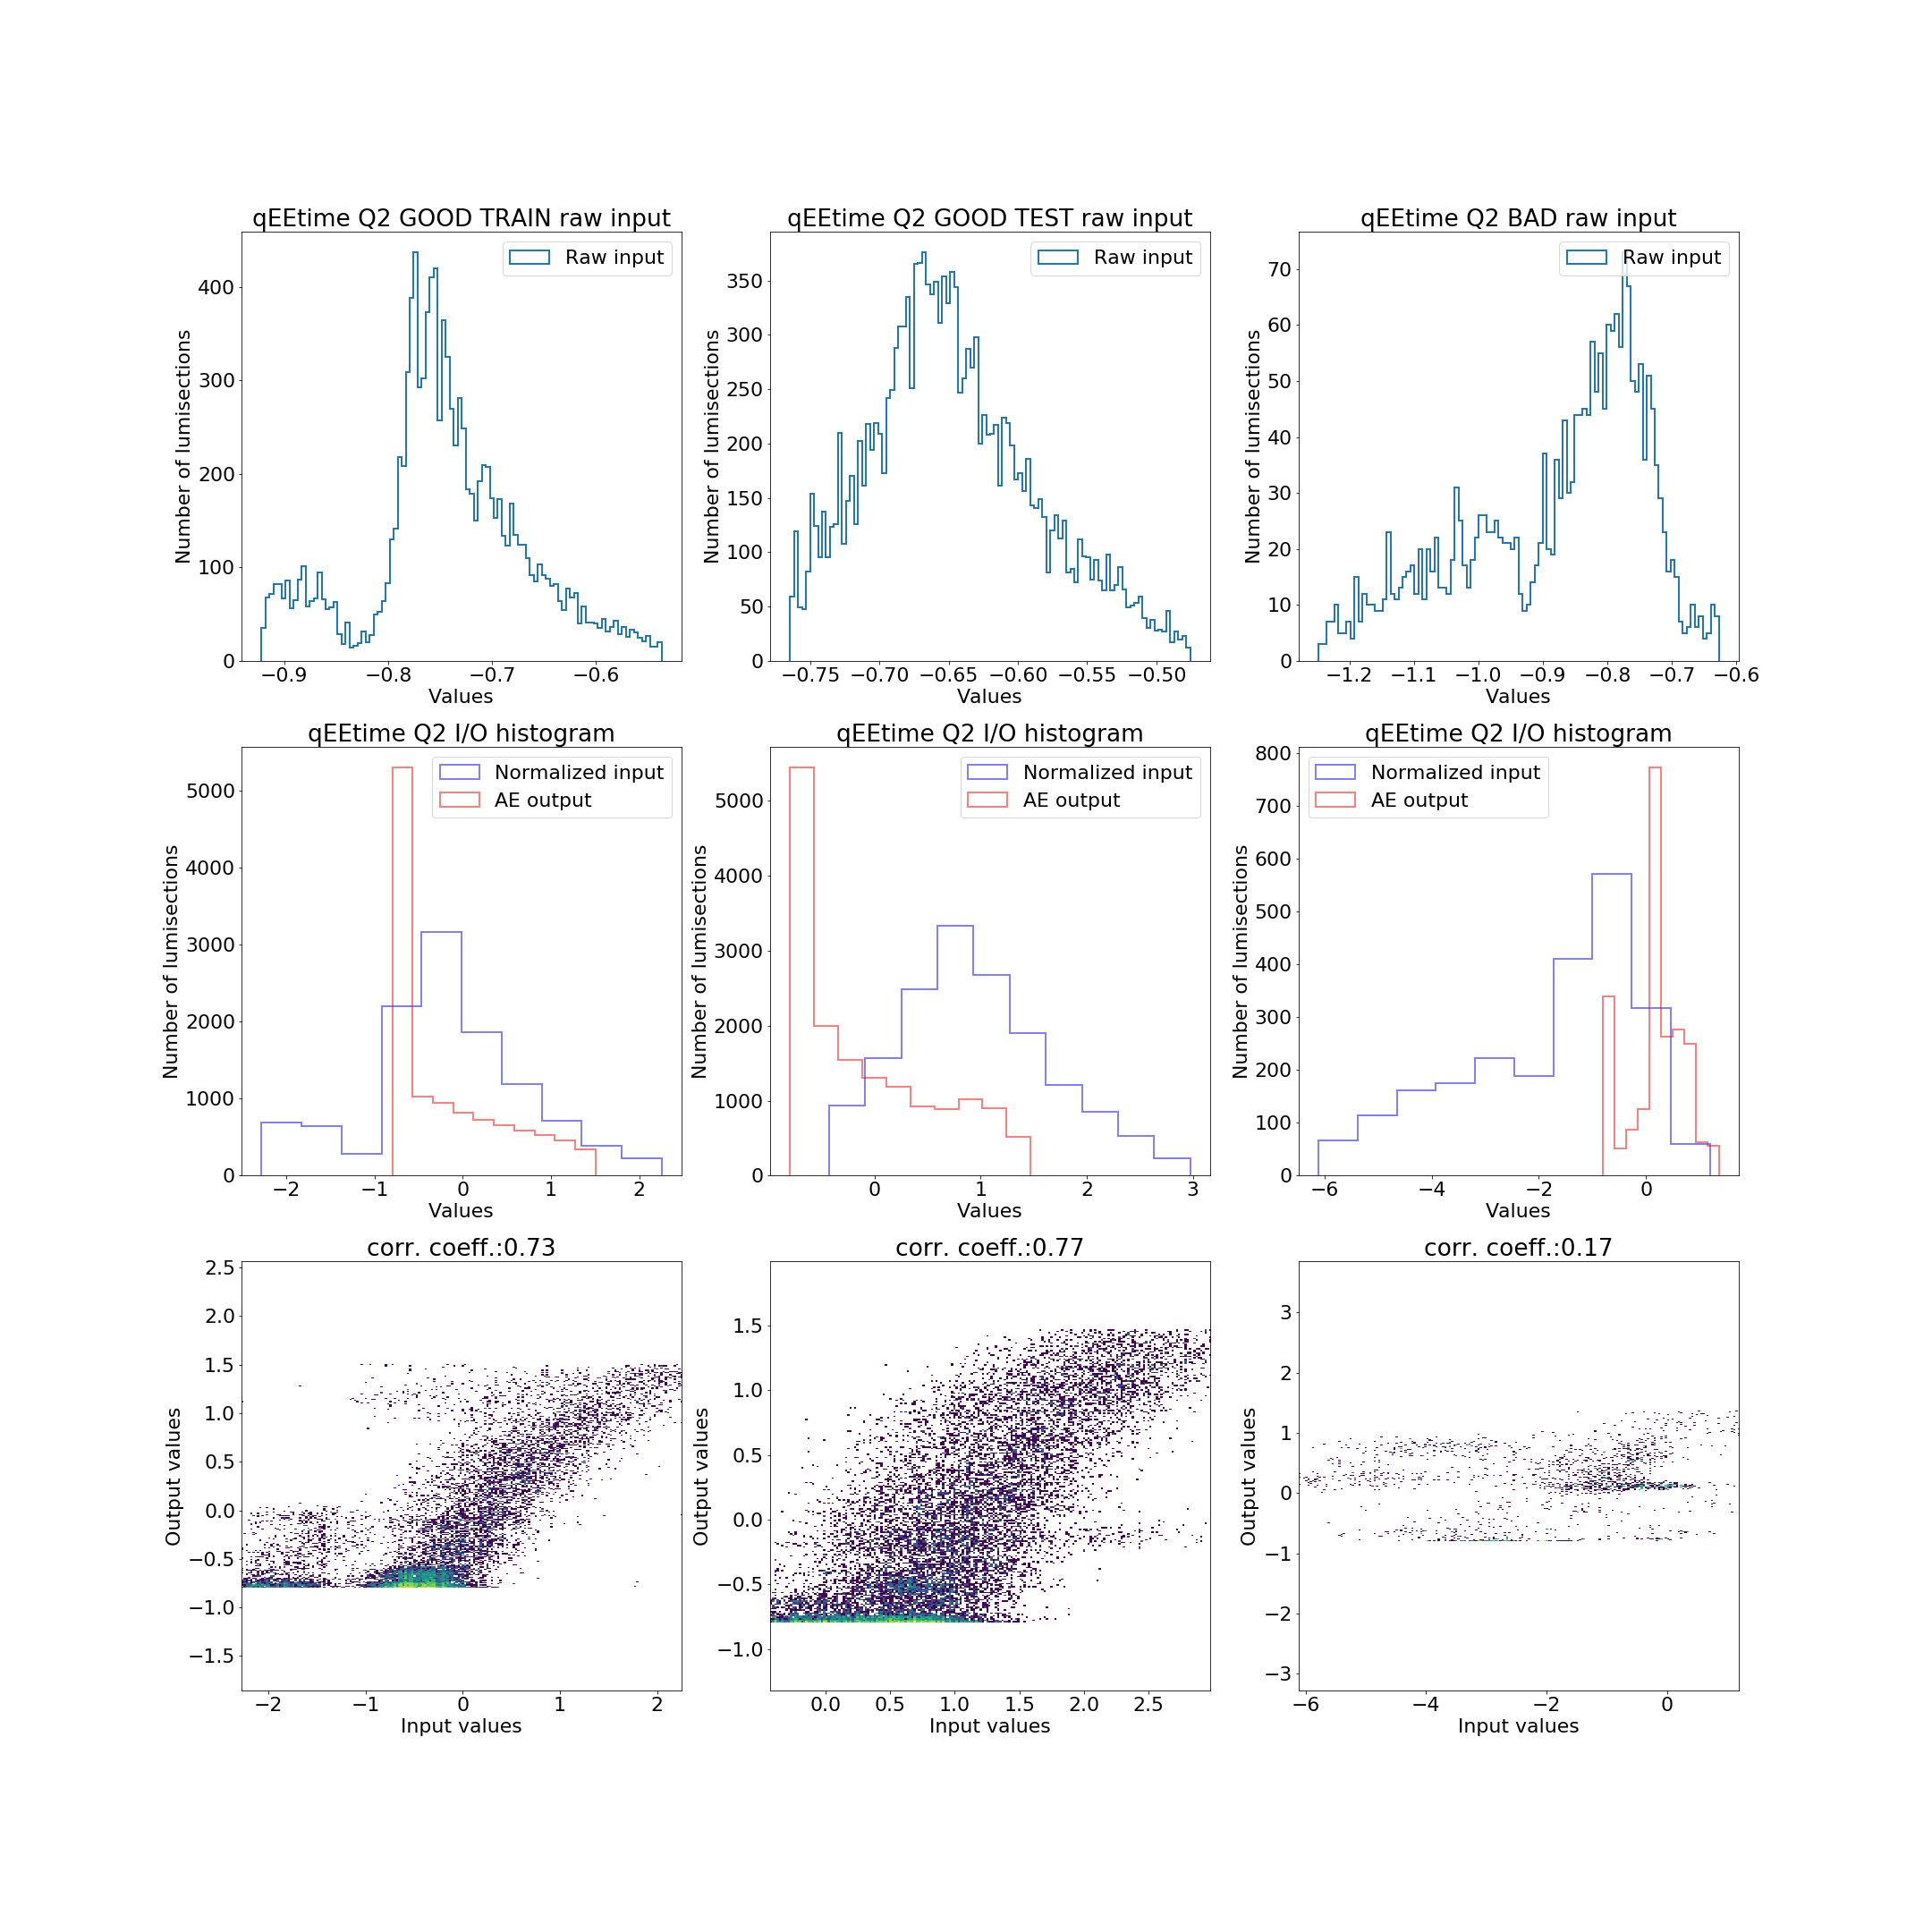 qEEtime Q2 GOOD TRAIN raw input
Raw input
Number of lumisections
400
300
200
100
0
−0.9 −0.8 −0.7 −0.6
Values
qEEtime Q2 GOOD TEST raw input
Raw input
Number of lumisections
350
300
250
200
150
100
50
0
−0.75 −0.70 −0.65 −0.60 −0.55 −0.50
Values
qEEtime Q2 BAD raw input
Raw input
Number of lumisections
70
60
50
40
30
20
10
0
−1.2 −1.1 −1.0 −0.9 −0.8 −0.7 −0.6
Values
qEEtime Q2 I/O histogram
Normalized input
AE output
Number of lumisections
5000
4000
3000
2000
1000
0
−2 −1 0 1 2
Values
qEEtime Q2 I/O histogram
Normalized input
AE output
Number of lumisections
5000
4000
3000
2000
1000
0
0 1 2 3
Values
qEEtime Q2 I/O histogram
Normalized input
AE output
Number of lumisections
800
700
600
500
400
300
200
100
0
−6 −4 −2 0
Values
corr. coeff.:0.73
Output values
2.5
2.0
1.5
1.0
0.5
0.0
−0.5
−1.0
−1.5
−2 −1 0 1 2
Input values
corr. coeff.:0.77
Output values
1.5
1.0
0.5
0.0
−0.5
−1.0
0.0 0.5 1.0 1.5 2.0 2.5
Input values
corr. coeff.:0.17
Output values
3
2
1
0
−1
−2
−3
−6 −4 −2 0
Input values